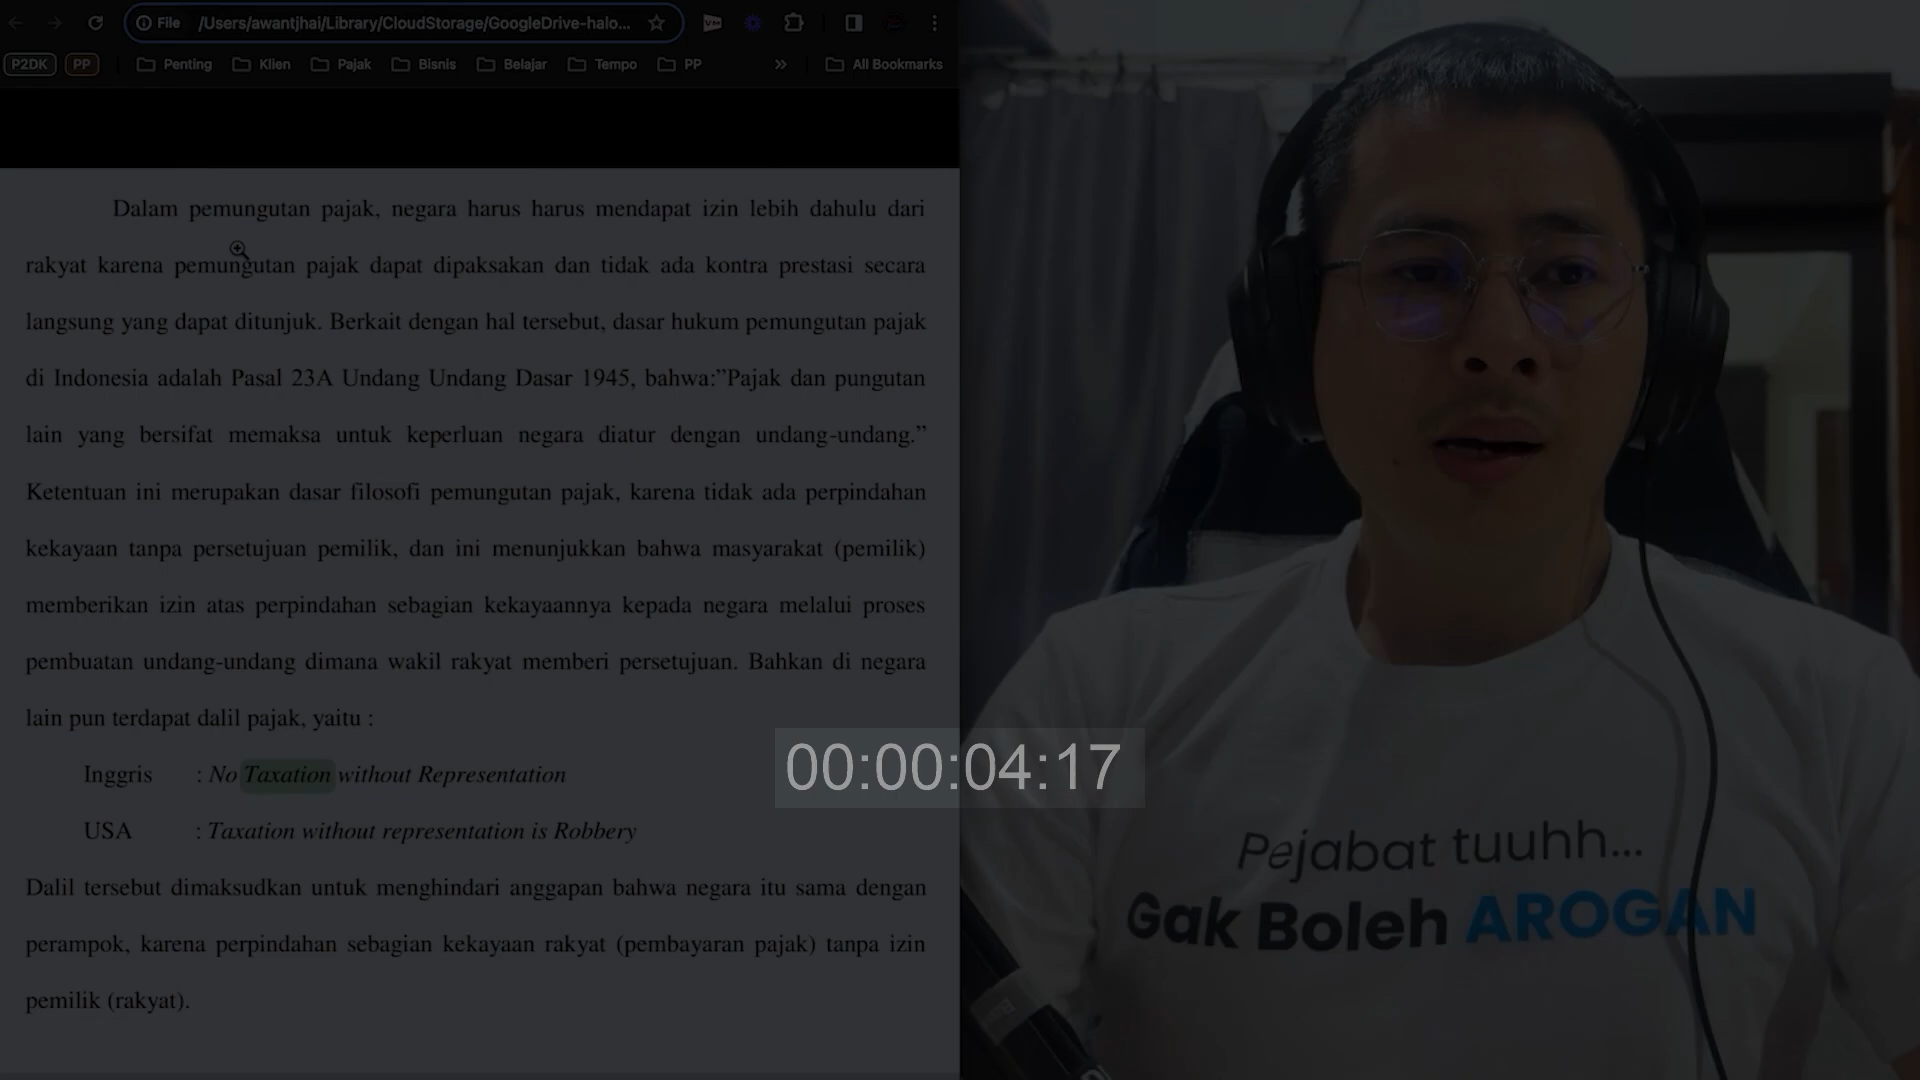 File /Users/awantjhai/Library/CloudStorage/GoogleDrive-halo...
P2DK PP Penting Klien Pajak Bisnis Belajar Tempo PP » All Bookmarks
Dalam pemungutan pajak, negara harus harus mendapat izin lebih dahulu dari
rakyat karena pemungutan pajak dapat dipaksakan dan tidak ada kontra prestasi secara
langsung yang dapat ditunjuk. Berkait dengan hal tersebut, dasar hukum pemungutan pajak
di Indonesia adalah Pasal 23A Undang Undang Dasar 1945, bahwa:”Pajak dan pungutan
lain yang bersifat memaksa untuk keperluan negara diatur dengan undang-undang.”
Ketentuan ini merupakan dasar filosofi pemungutan pajak, karena tidak ada perpindahan
kekayaan tanpa persetujuan pemilik, dan ini menunjukkan bahwa masyarakat (pemilik)
memberikan izin atas perpindahan sebagian kekayaannya kepada negara melalui proses
pembuatan undang-undang dimana wakil rakyat memberi persetujuan. Bahkan di negara
lain pun terdapat dalil pajak, yaitu :
Inggris : No Taxation without Representation
USA : Taxation without representation is Robbery
Dalil tersebut dimaksudkan untuk menghindari anggapan bahwa negara itu sama dengan
perampok, karena perpindahan sebagian kekayaan rakyat (pembayaran pajak) tanpa izin
pemilik (rakyat).
00:00:04:17
Pejabat tuuhh...
Gak Boleh AROGAN